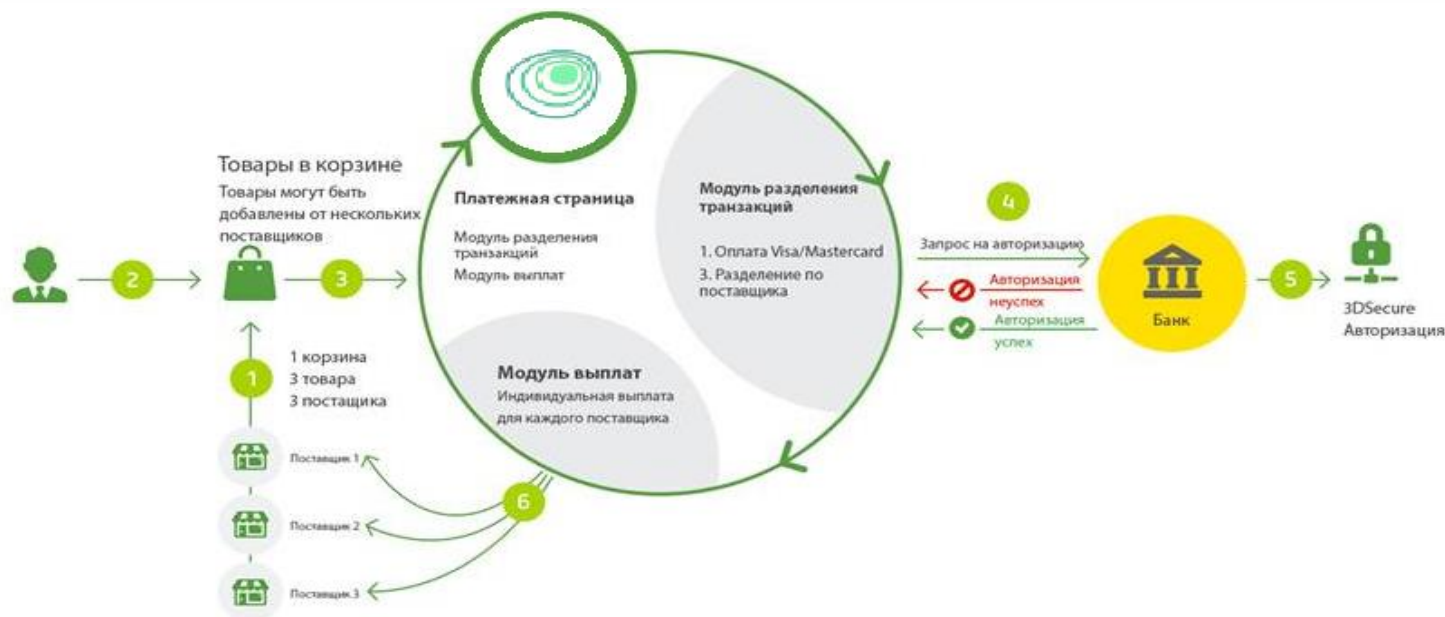 Товары в корзине
Товары могут быть
добавлены от нескольких
поставщиков
2
3
1
1 корзина
3 товара
3 постащика
Поставщик 1
Поставщик 2
Поставщик 3
Платежная страница
Модуль разделения
транзакций
Модуль выплат
Модуль разделения
транзакций
1. Оплата Visa/Mastercard
3. Разделение по
поставщика
Модуль выплат
Индивидуальная выплата
для каждого поставщика
6
4
Запрос на авторизацию
Авторизация
неуспех
Авторизация
успех
Банк
5
3DSecure
Авторизация